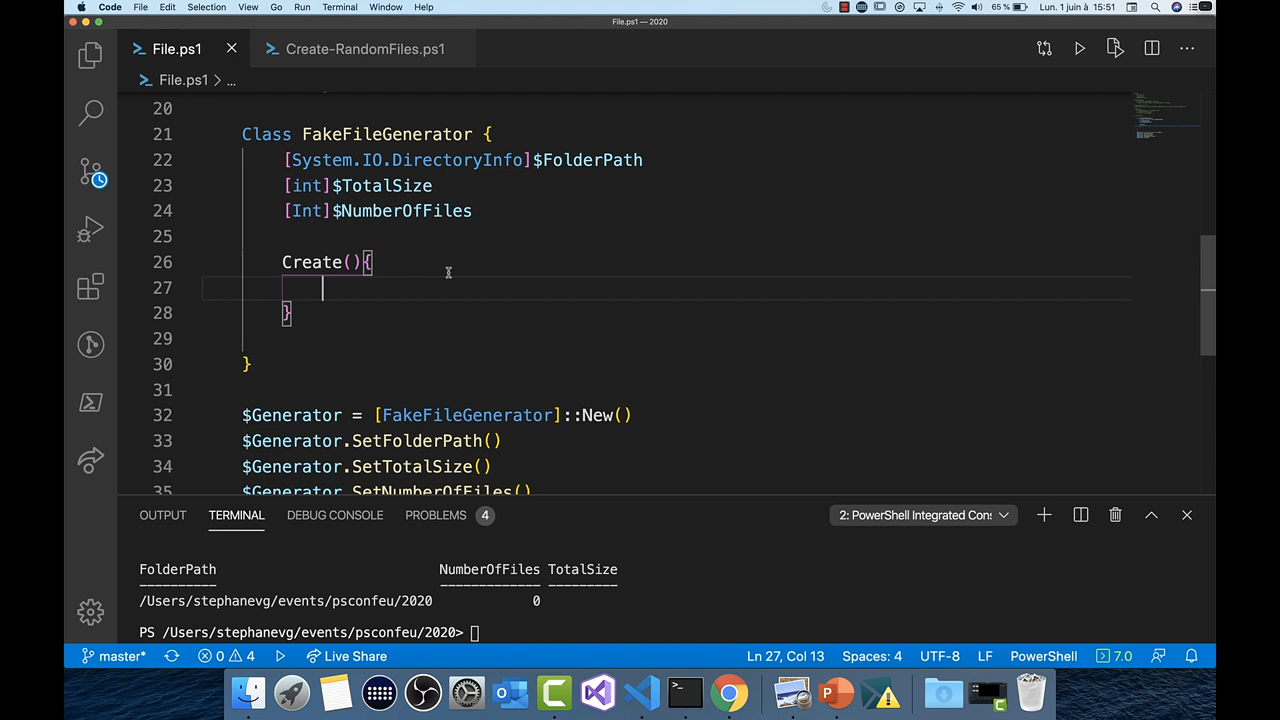 Code File Edit Selection View Go Run Terminal Window Help 65% Lun. 1 juin à 15:51
File.ps1 — 2020
File.ps1 Create-RandomFiles.ps1
File.ps1 > ...
20
21 Class FakeFileGenerator {
22 [System.IO.DirectoryInfo]$FolderPath
23 [int]$TotalSize
24 [Int]$NumberOfFiles
25
26 Create(){
27
28 }
29
30 }
31
32 $Generator = [FakeFileGenerator]::New()
33 $Generator.SetFolderPath()
34 $Generator.SetTotalSize()
35 $Generator.SetNumberOfFiles()
OUTPUT TERMINAL DEBUG CONSOLE PROBLEMS 4 2: PowerShell Integrated Cons
FolderPath NumberOfFiles TotalSize
---------- ------------- ---------
/Users/stephanevg/events/psconfeu/2020 0
PS /Users/stephanevg/events/psconfeu/2020>
master* 0 4 Live Share Ln 27, Col 13 Spaces: 4 UTF-8 LF PowerShell 7.0